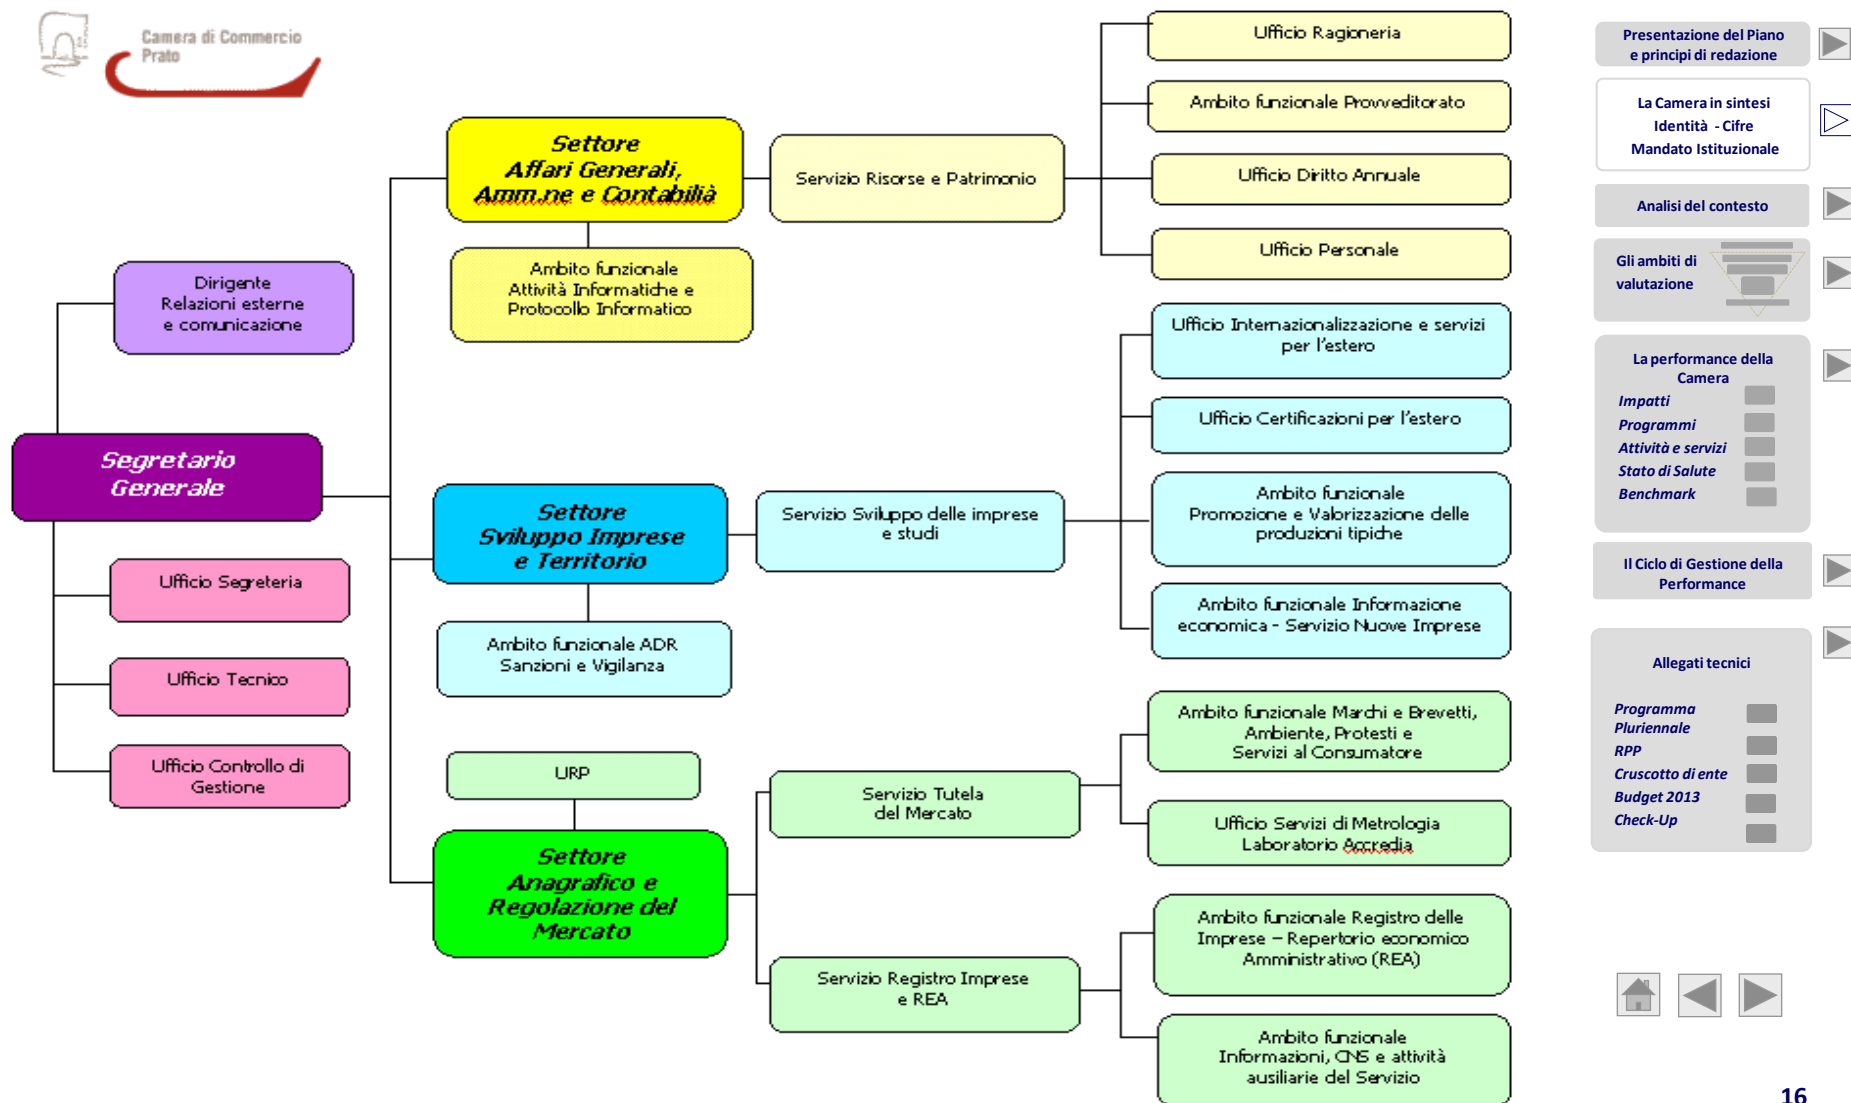 Camera di Commercio
Prato
Segretario
Generale
Dirigente
Relazioni esterne
e comunicazione
Ufficio Segreteria
Ufficio Tecnico
Ufficio Controllo di
Gestione
Settore
Affari Generali,
Amm.ne e Contabilià
Ambito funzionale
Attività Informatiche e
Protocollo Informatico
Servizio Risorse e Patrimonio
Ufficio Ragioneria
Ambito funzionale Provveditorato
Ufficio Diritto Annuale
Ufficio Personale
Settore
Sviluppo Imprese
e Territorio
Ambito funzionale ADR
Sanzioni e Vigilanza
Servizio Sviluppo delle imprese
e studi
Ufficio Internazionalizzazione e servizi
per l'estero
Ufficio Certificazioni per l'estero
Ambito funzionale
Promozione e Valorizzazione delle
produzioni tipiche
Ambito funzionale Informazione
economica - Servizio Nuove Imprese
URP
Settore
Anagrafico e
Regolazione del
Mercato
Servizio Tutela
del Mercato
Ambito funzionale Marchi e Brevetti,
Ambiente, Protesti e
Servizi al Consumatore
Ufficio Servizi di Metrologia
Laboratorio Accredia
Servizio Registro Imprese
e REA
Ambito funzionale Registro delle
Imprese – Repertorio economico
Amministrativo (REA)
Ambito funzionale
Informazioni, CNS e attività
ausiliarie del Servizio
Presentazione del Piano
e principi di redazione
La Camera in sintesi
Identità - Cifre
Mandato Istituzionale
Analisi del contesto
Gli ambiti di
valutazione
La performance della
Camera
Impatti
Programmi
Attività e servizi
Stato di Salute
Benchmark
Il Ciclo di Gestione della
Performance
Allegati tecnici
Programma
Pluriennale
RPP
Cruscotto di ente
Budget 2013
Check-Up
16